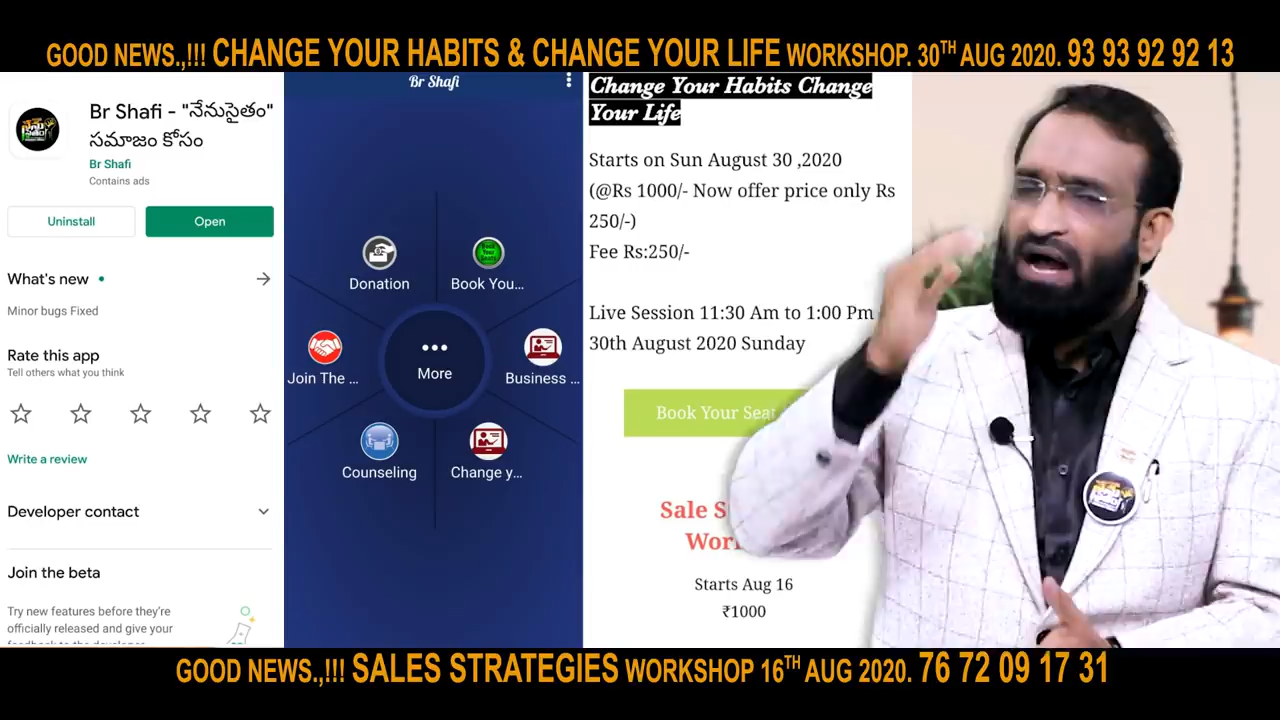 GOOD NEWS.,!!! CHANGE YOUR HABITS & CHANGE YOUR LIFE WORKSHOP. 30TH AUG 2020. 93 93 92 92 13
Br Shafi - "నేనుసైతం"
సమాజం కోసం
Br Shafi
Contains ads
Uninstall
Open
What's new
Minor bugs Fixed
Rate this app
Tell others what you think
Write a review
Developer contact
Join the beta
Try new features before they're
officially released and give your
Br Shafi
Donation
Book You...
Join The ...
More
Business ...
Counseling
Change y...
Change Your Habits Change
Your Life
Starts on Sun August 30 ,2020
(@Rs 1000/- Now offer price only Rs
250/-)
Fee Rs:250/-
Live Session 11:30 Am to 1:00 Pm
30th August 2020 Sunday
Book Your Seat
Sale S
Wor
Starts Aug 16
₹1000
GOOD NEWS.,!!! SALES STRATEGIES WORKSHOP 16TH AUG 2020. 76 72 09 17 31